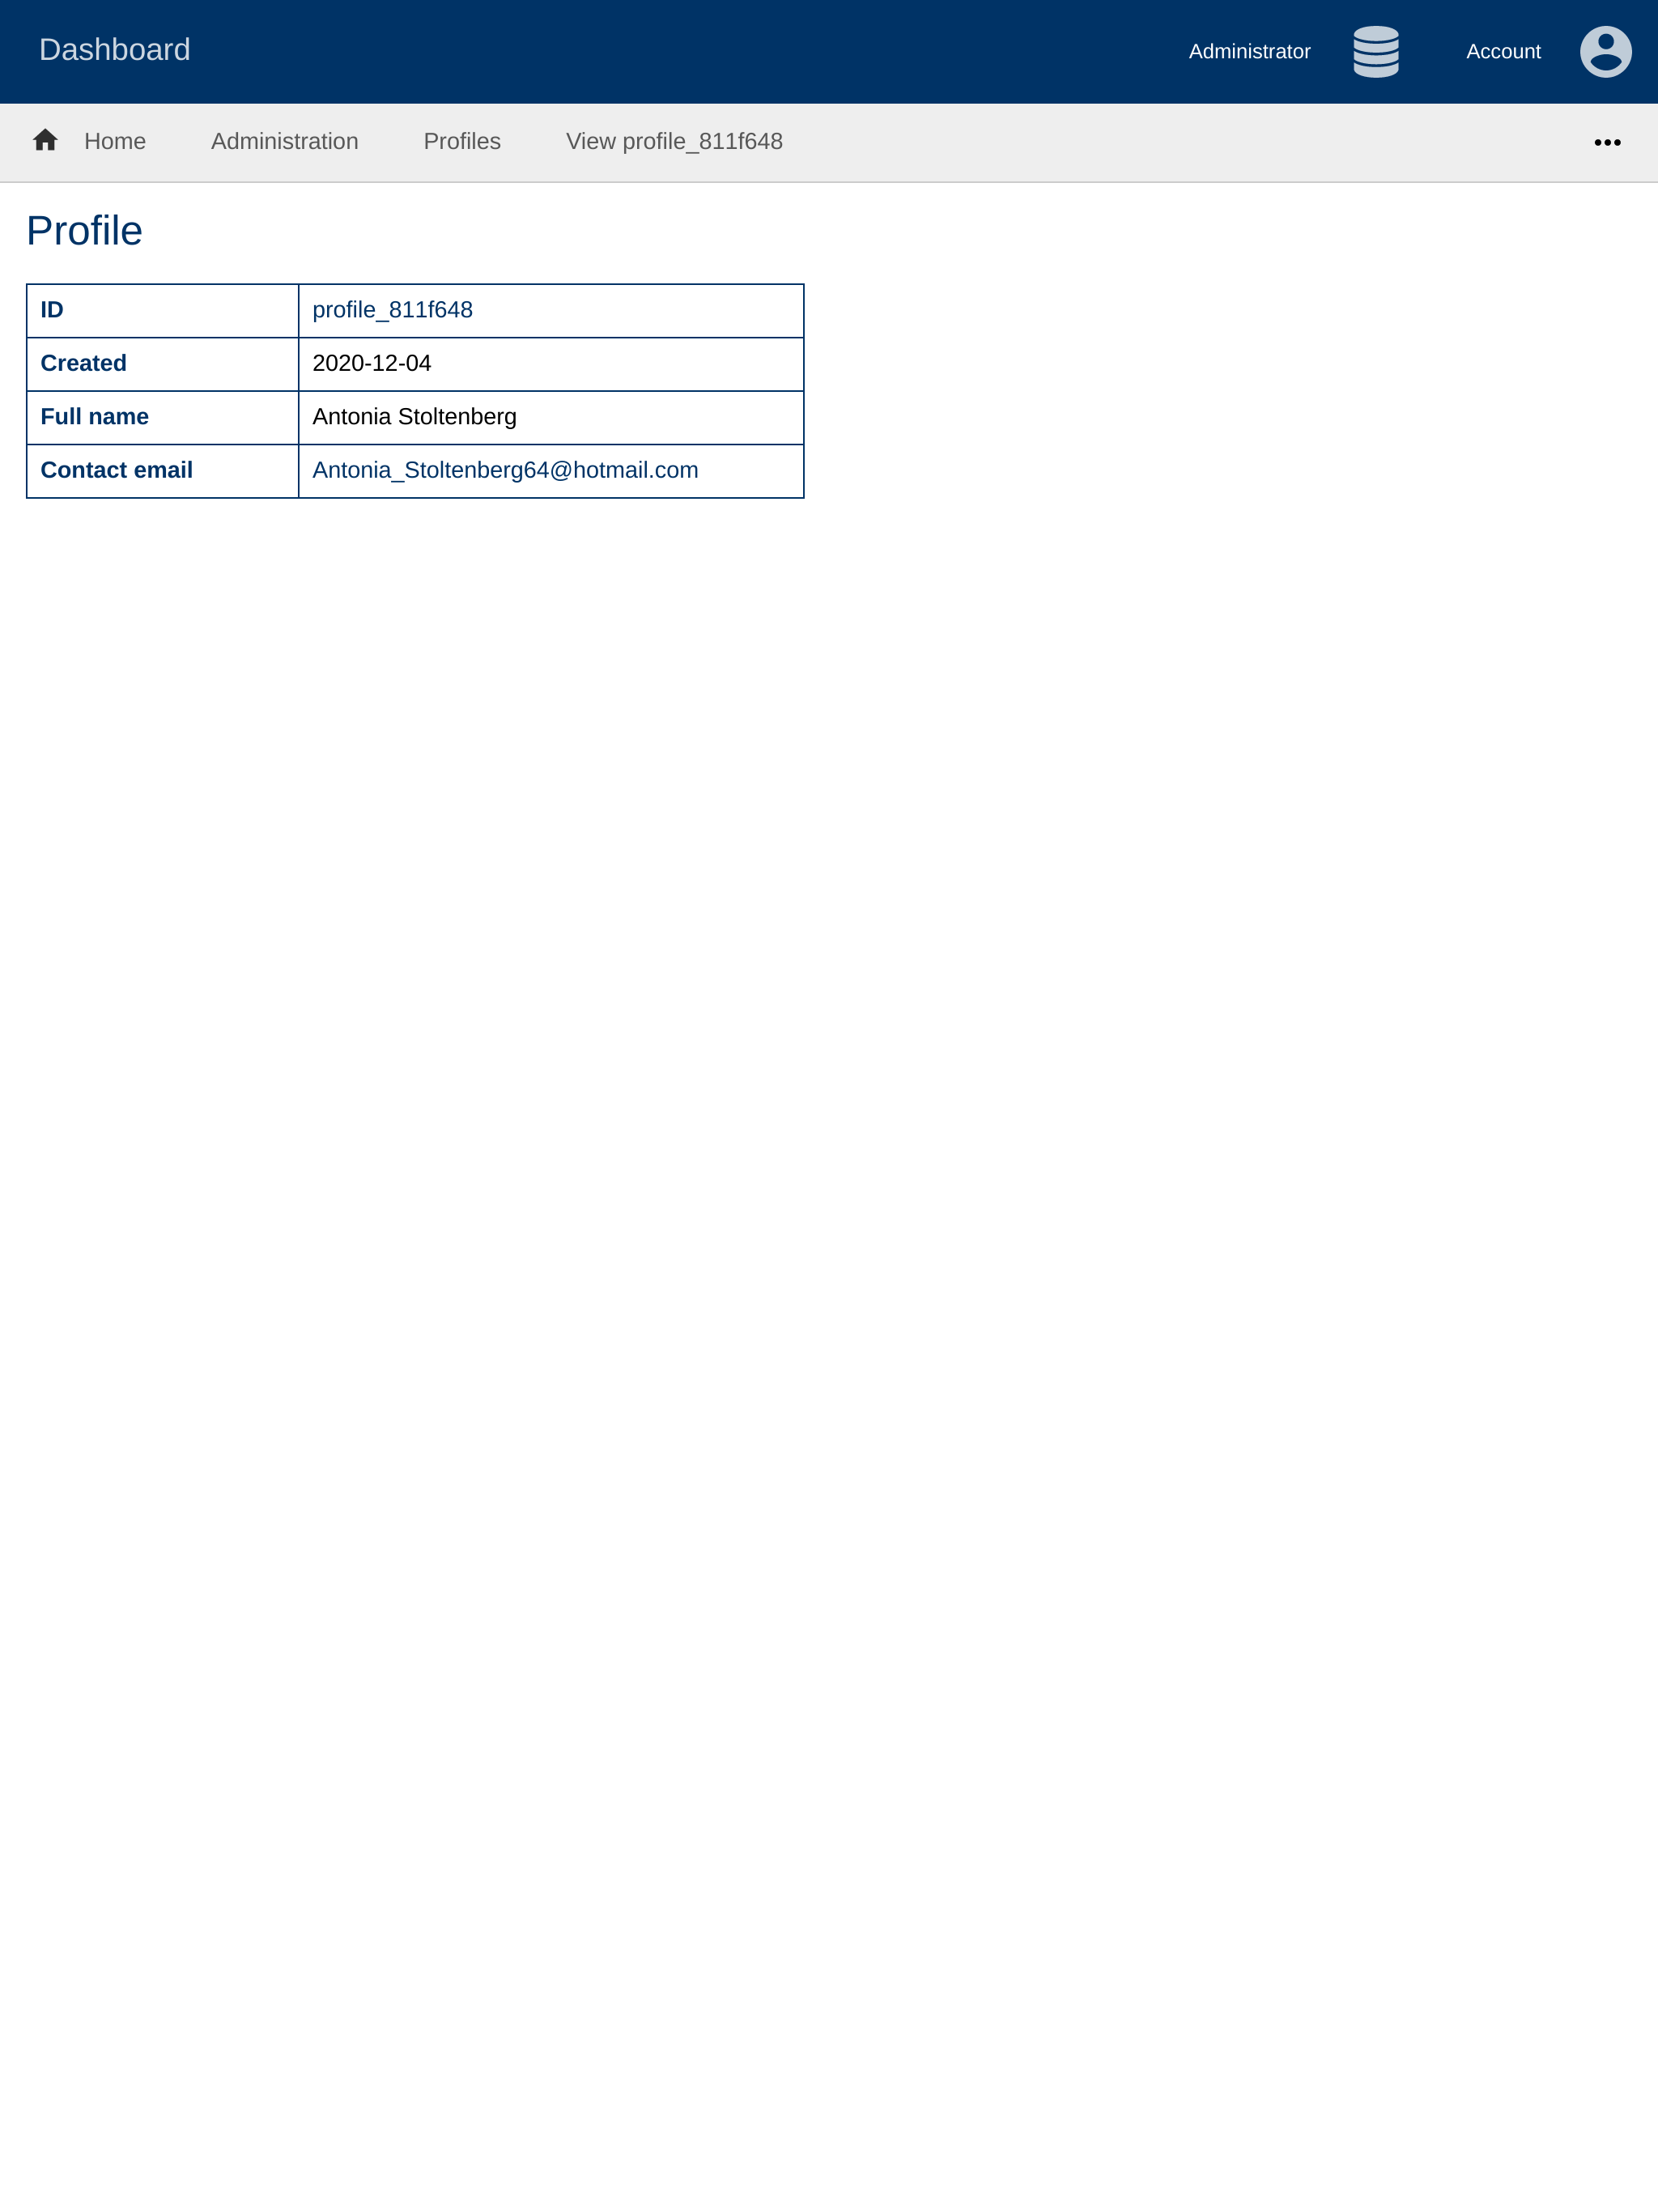 Dashboard Administrator Account
Home Administration Profiles View profile_811f648
Profile
ID profile_811f648
Created 2020-12-04
Full name Antonia Stoltenberg
Contact email Antonia_Stoltenberg64@hotmail.com